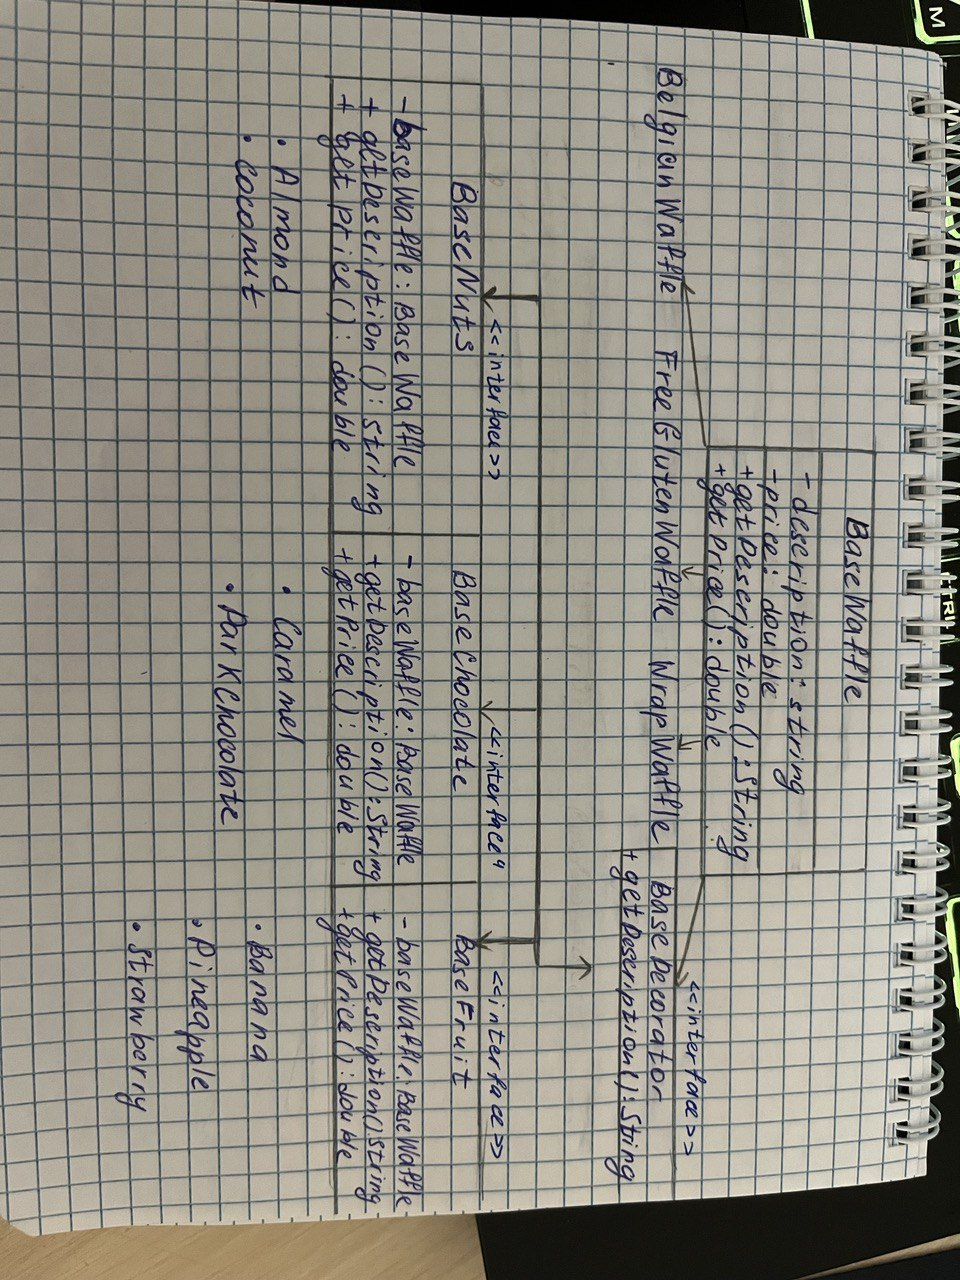 BaseWaffle
- description: string
- price: double
+ getDescription(): String
+ getPrice(): double
<<interface>>
Belgian Waffle FreeGlutenWaffle WrapWaffle BaseDecorator
+ getDescription(): String
<<interface>> <<interface" <<interface>>
BaseNuts BaseChocolate BaseFruit
- baseWaffle: BaseWaffle - baseWaffle: BaseWaffle - baseWaffle: BaseWaffle
+ getDescription(): String + getDescription(): String + getDescription() String
+ getPrice(): double + getPrice(): double + getPrice(): double
• Almond • Caramel • Banana
• coconut • DarkChocolate • Pineapple
• Strawberry
M